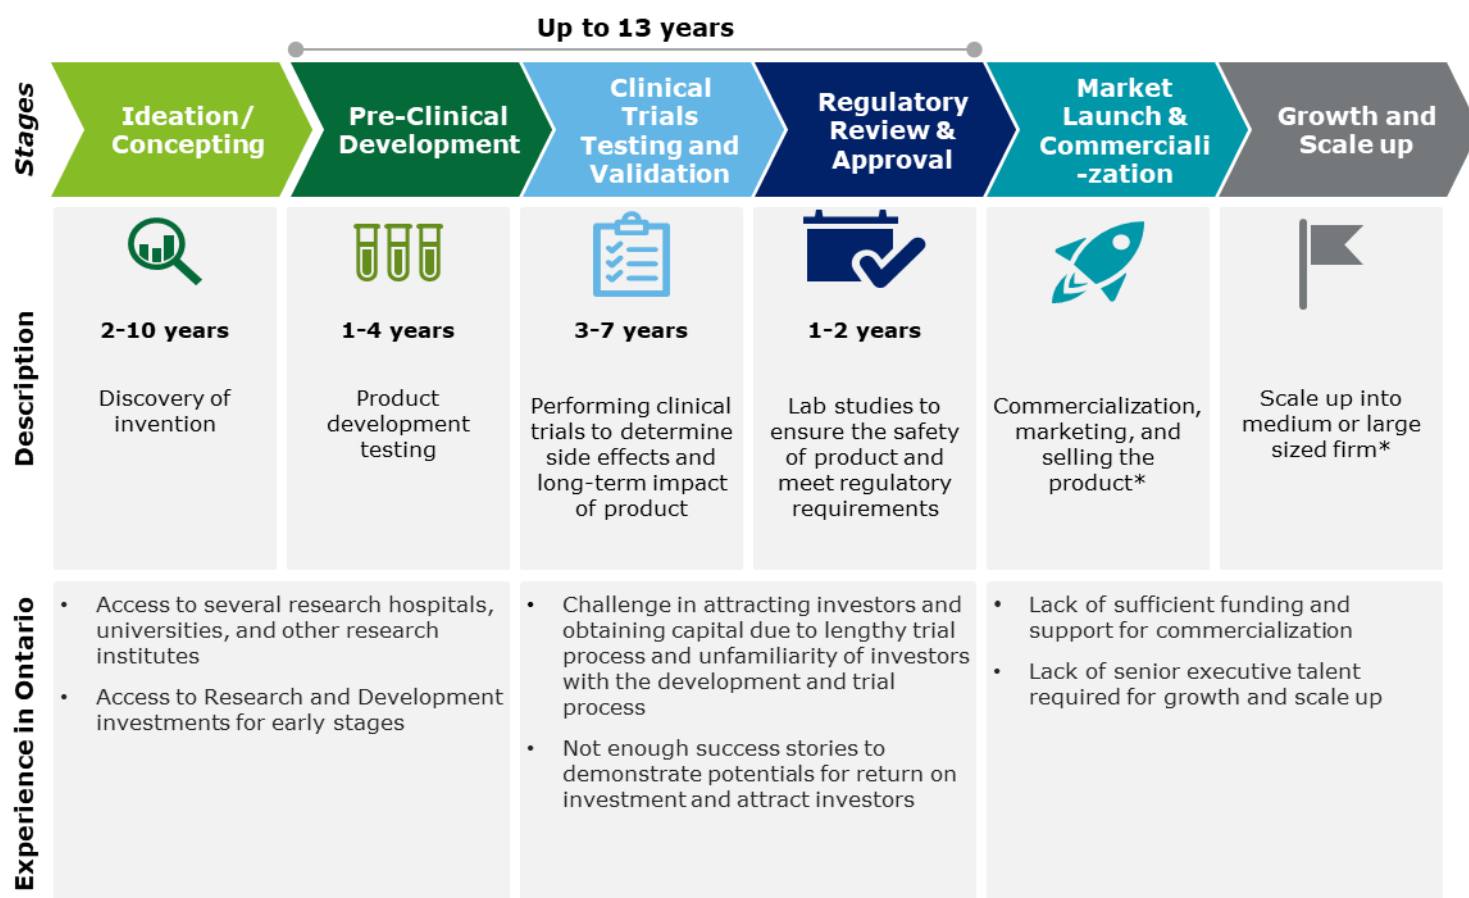 Up to 13 years
Stages
Ideation/
Concepting
Pre-Clinical
Development
Clinical
Trials
Testing and
Validation
Regulatory
Review &
Approval
Market
Launch &
Commerciali
-zation
Growth and
Scale up
Description
2-10 years
Discovery of
invention
1-4 years
Product
development
testing
3-7 years
Performing clinical
trials to determine
side effects and
long-term impact
of product
1-2 years
Lab studies to
ensure the safety
of product and
meet regulatory
requirements
Commercialization,
marketing, and
selling the
product*
Scale up into
medium or large
sized firm*
Experience in Ontario
• Access to several research hospitals,
universities, and other research
institutes
• Access to Research and Development
investments for early stages
• Challenge in attracting investors and
obtaining capital due to lengthy trial
process and unfamiliarity of investors
with the development and trial
process
• Not enough success stories to
demonstrate potentials for return on
investment and attract investors
• Lack of sufficient funding and
support for commercialization
• Lack of senior executive talent
required for growth and scale up